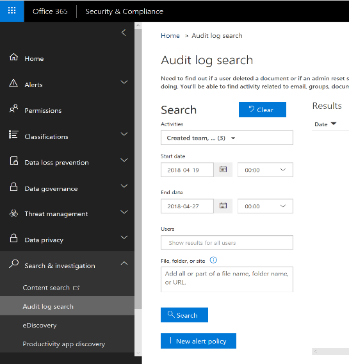 Office 365
Security & Compliance
Home
Alerts
Permissions
Classifications
Data loss prevention
Data governance
Threat management
Data privacy
Search & investigation
Content search
Audit log search
eDiscovery
Productivity app discovery
Home > Audit log search
Audit log search
Need to find out if a user deleted a document or if an admin reset s
doing. You'll be able to find activity related to email, groups, docum
Search
Clear
Results
Activities
Created team, ... (5)
Date
Start date
2018-04-19
00:00
End date
2018-04-27
00:00
Users
Show results for all users
File, folder, or site
Add all or part of a file name, folder name,
or URL.
Search
New alert policy